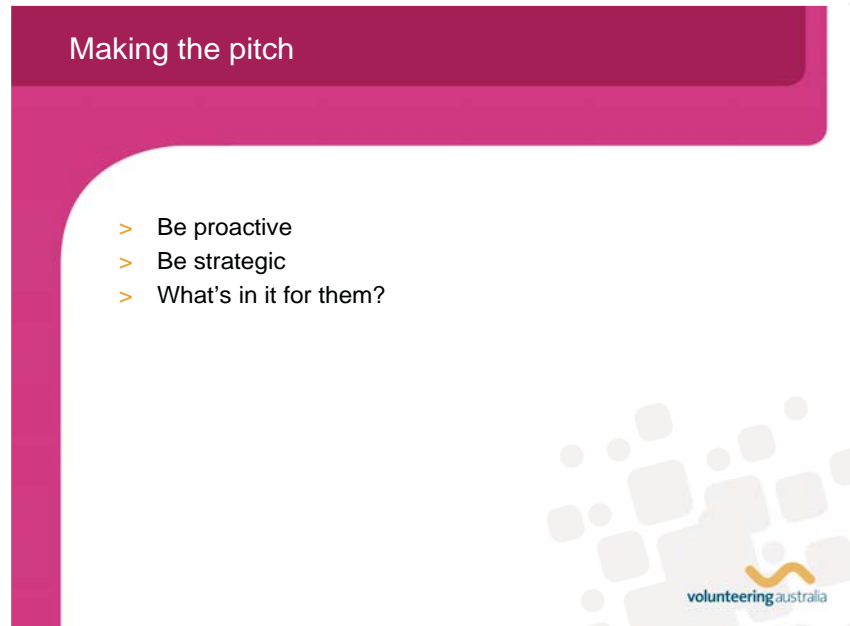 Making the pitch
> Be proactive
> Be strategic
> What's in it for them?
volunteering australia